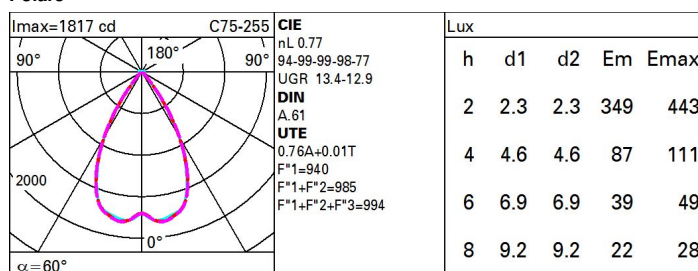 Imax=1817 cd C75-255
90° 180° 90°
2000
0°
α=60°
CIE
nL 0.77
94-99-99-98-77
UGR 13.4-12.9
DIN
A.61
UTE
0.76A+0.01T
F"1=940
F"1+F"2=985
F"1+F"2+F"3=994
Lux
h d1 d2 Em Emax
2 2.3 2.3 349 443
4 4.6 4.6 87 111
6 6.9 6.9 39 49
8 9.2 9.2 22 28